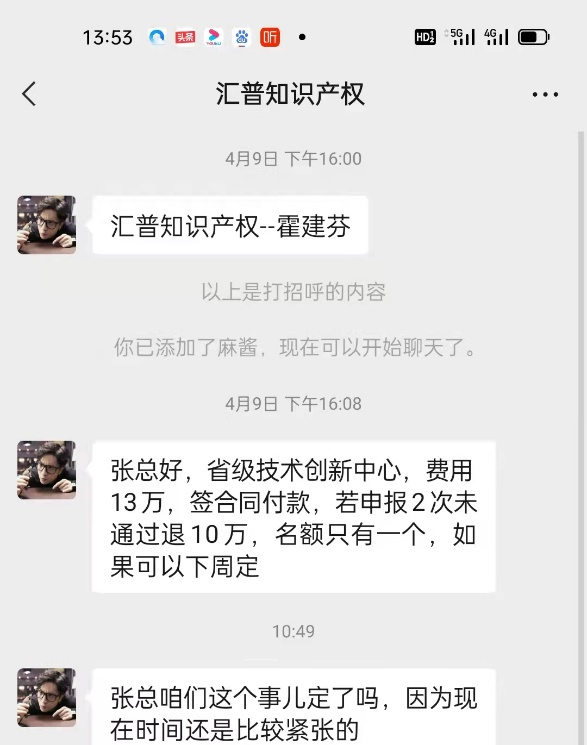 13:53
头条
听
HD1
5G
4G
汇普知识产权
4月9日 下午16:00
汇普知识产权--霍建芬
以上是打招呼的内容
你已添加了麻酱，现在可以开始聊天了。
4月9日 下午16:08
张总好，省级技术创新中心，费用
13万，签合同付款，若申报2次未
通过退10万，名额只有一个，如
果可以下周定
10:49
张总咱们这个事儿定了吗，因为现
在时间还是比较紧张的